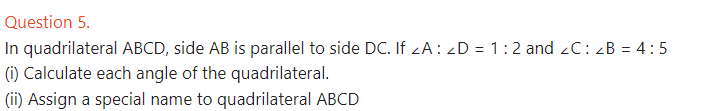 Question 5.
In quadrilateral ABCD, side AB is parallel to side DC. If ∠A : ∠D = 1 : 2 and ∠C : ∠B = 4 : 5
(i) Calculate each angle of the quadrilateral.
(ii) Assign a special name to quadrilateral ABCD